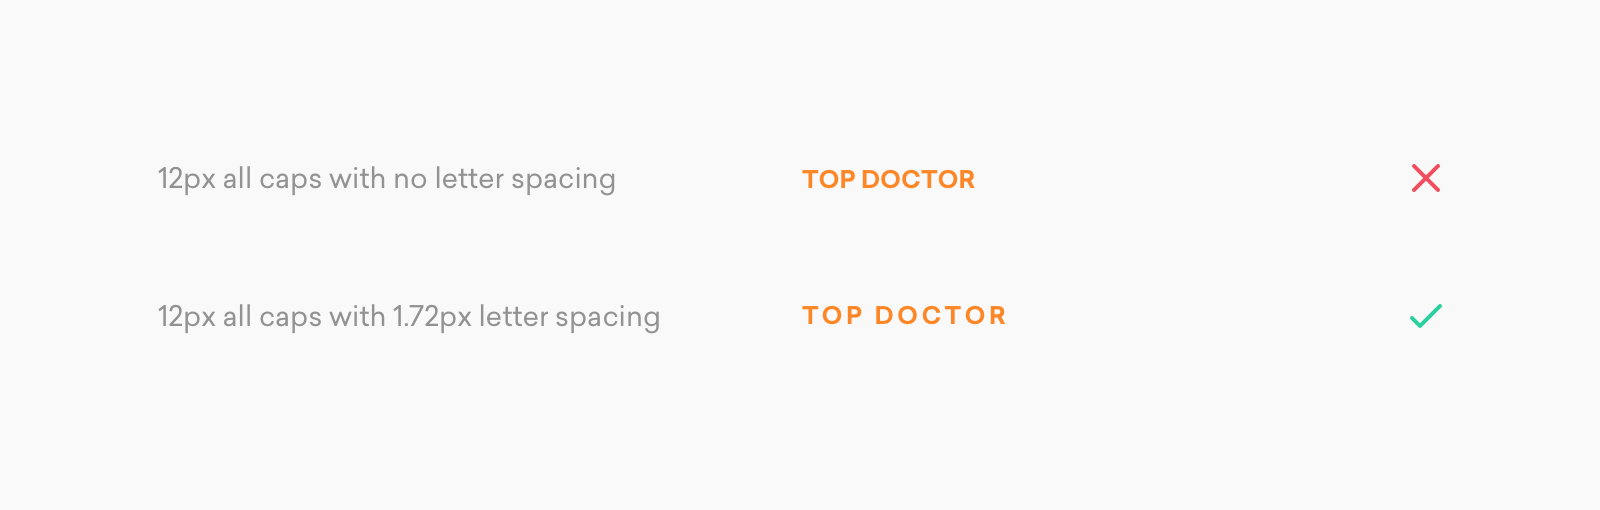 12px all caps with no letter spacing TOP DOCTOR
12px all caps with 1.72px letter spacing TOP DOCTOR